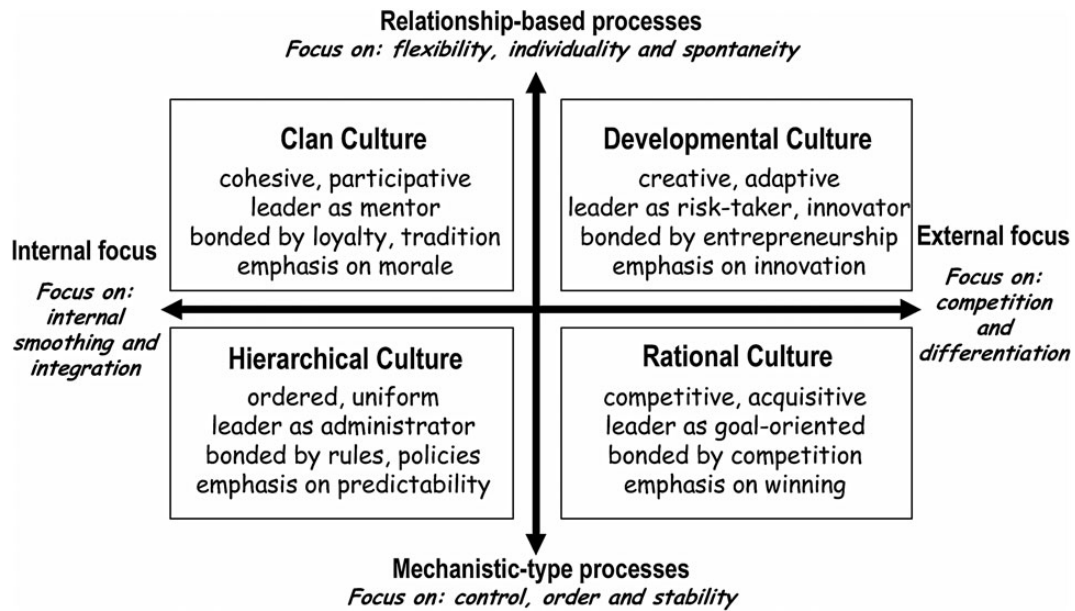 Relationship-based processes
Focus on: flexibility, individuality and spontaneity
Clan Culture
cohesive, participative
leader as mentor
bonded by loyalty, tradition
emphasis on morale
Developmental Culture
creative, adaptive
leader as risk-taker, innovator
bonded by entrepreneurship
emphasis on innovation
Internal focus
Focus on:
internal
smoothing and
integration
External focus
Focus on:
competition
and
differentiation
Hierarchical Culture
ordered, uniform
leader as administrator
bonded by rules, policies
emphasis on predictability
Rational Culture
competitive, acquisitive
leader as goal-oriented
bonded by competition
emphasis on winning
Mechanistic-type processes
Focus on: control, order and stability